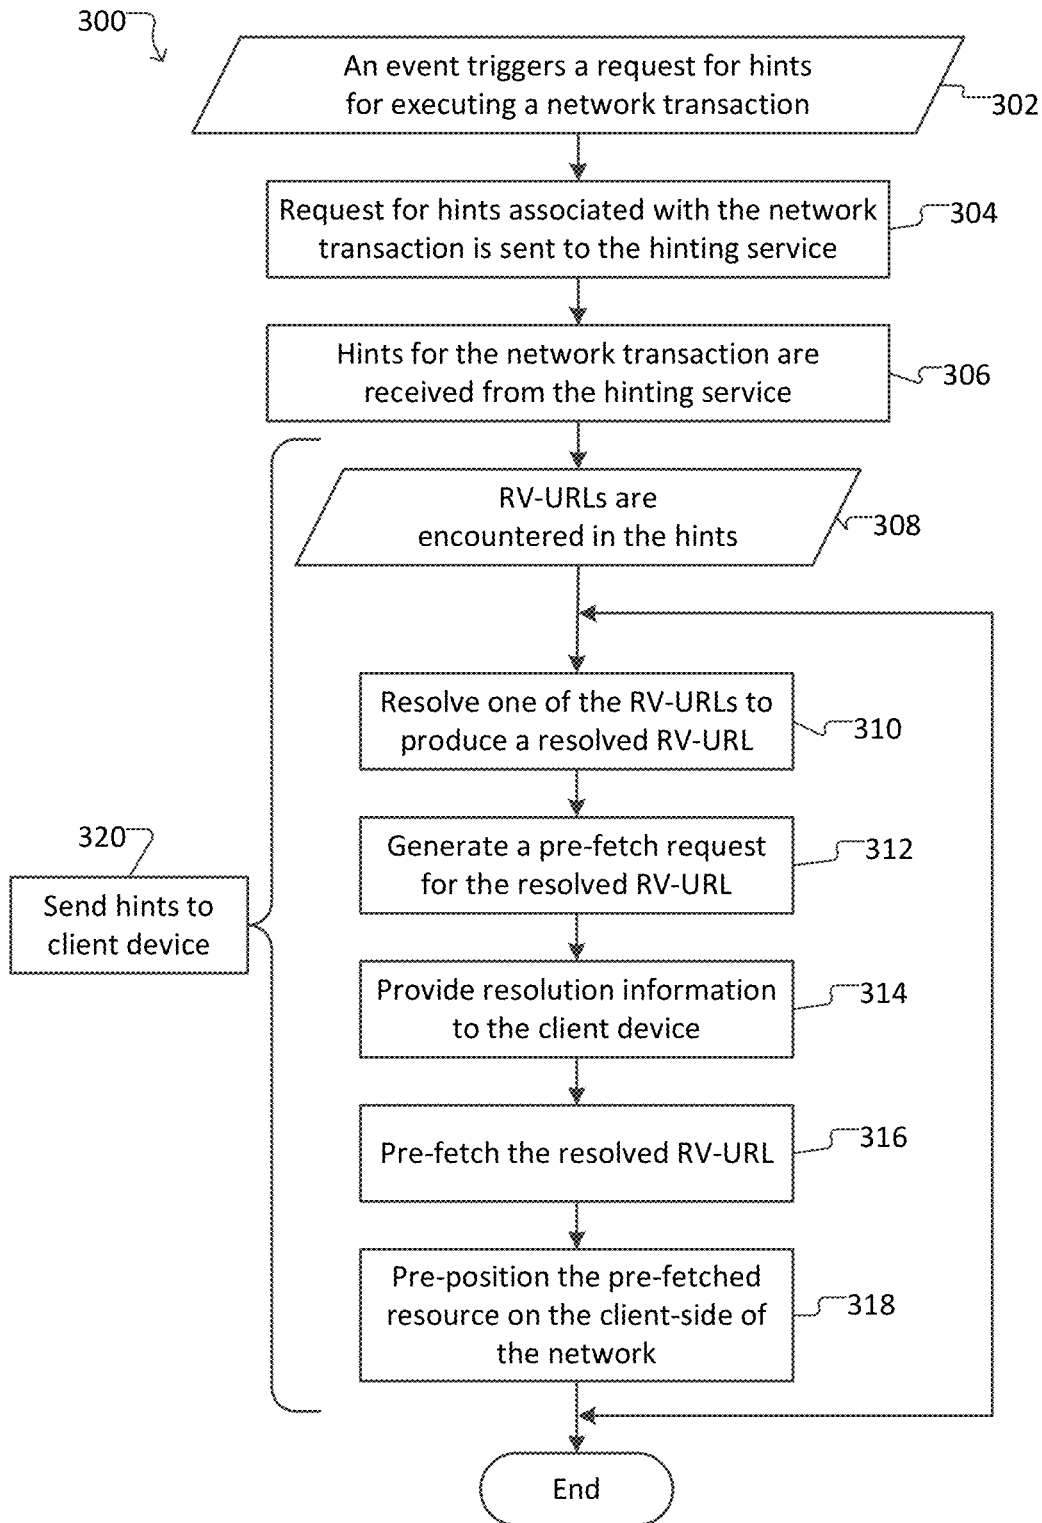 300
An event triggers a request for hints
for executing a network transaction
302
Request for hints associated with the network
transaction is sent to the hinting service
304
Hints for the network transaction are
received from the hinting service
306
RV-URLs are
encountered in the hints
308
Resolve one of the RV-URLs to
produce a resolved RV-URL
310
Generate a pre-fetch request
for the resolved RV-URL
312
320
Send hints to
client device
Provide resolution information
to the client device
314
Pre-fetch the resolved RV-URL
316
Pre-position the pre-fetched
resource on the client-side of
the network
318
End